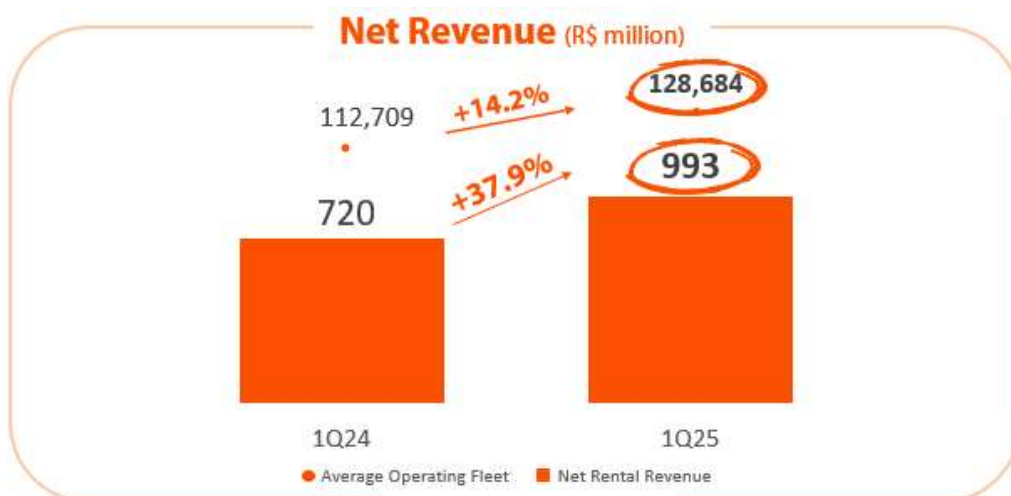 Net Revenue (R$ million)
112,709
+14.2%
128,684
720
+37.9%
993
1Q24
1Q25
Average Operating Fleet
Net Rental Revenue